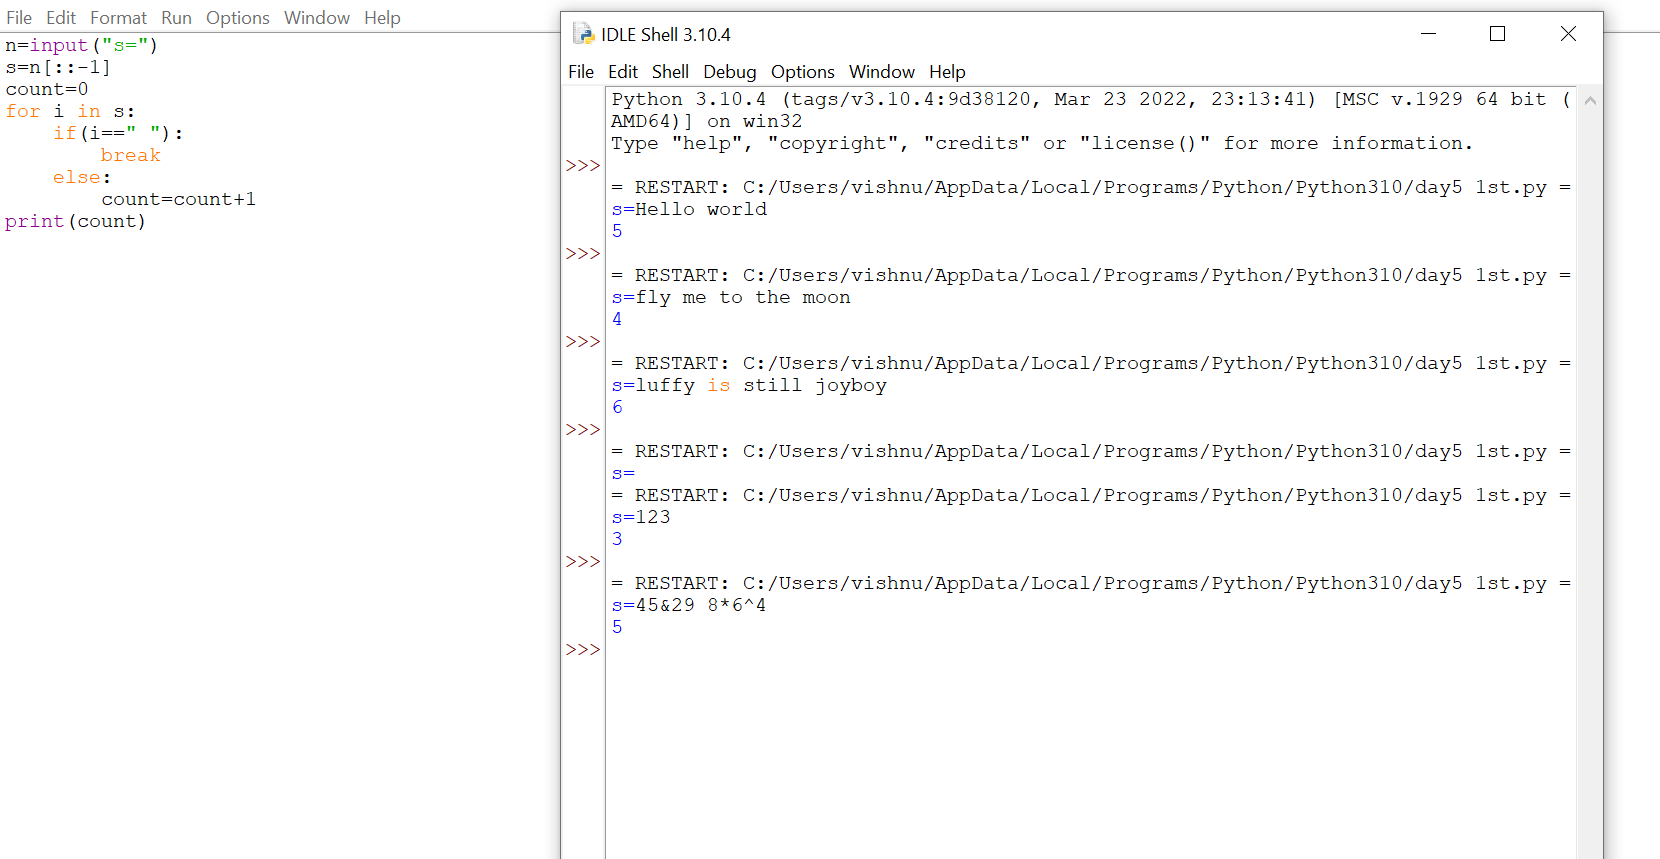 File Edit Format Run Options Window Help
n=input("s=")
s=n[::-1]
count=0
for i in s:
    if(i==" "):
        break
    else:
        count=count+1
print(count)
IDLE Shell 3.10.4
File Edit Shell Debug Options Window Help
Python 3.10.4 (tags/v3.10.4:9d38120, Mar 23 2022, 23:13:41) [MSC v.1929 64 bit (
AMD64)] on win32
Type "help", "copyright", "credits" or "license()" for more information.
>>>
= RESTART: C:/Users/vishnu/AppData/Local/Programs/Python/Python310/day5 1st.py =
s=Hello world
5
>>>
= RESTART: C:/Users/vishnu/AppData/Local/Programs/Python/Python310/day5 1st.py =
s=fly me to the moon
4
>>>
= RESTART: C:/Users/vishnu/AppData/Local/Programs/Python/Python310/day5 1st.py =
s=luffy is still joyboy
6
>>>
= RESTART: C:/Users/vishnu/AppData/Local/Programs/Python/Python310/day5 1st.py =
s=
= RESTART: C:/Users/vishnu/AppData/Local/Programs/Python/Python310/day5 1st.py =
s=123
3
>>>
= RESTART: C:/Users/vishnu/AppData/Local/Programs/Python/Python310/day5 1st.py =
s=45&29 8*6^4
5
>>>